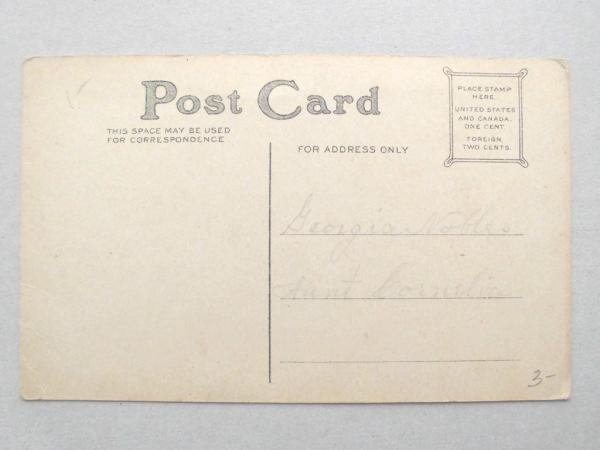 Post Card
THIS SPACE MAY BE USED
FOR CORRESPONDENCE.
FOR ADDRESS ONLY
PLACE STAMP
HERE.
UNITED STATES
AND CANADA.
ONE CENT.
FOREIGN,
TWO CENTS.
Georgia Nobles
Aunt Cornelia
3-